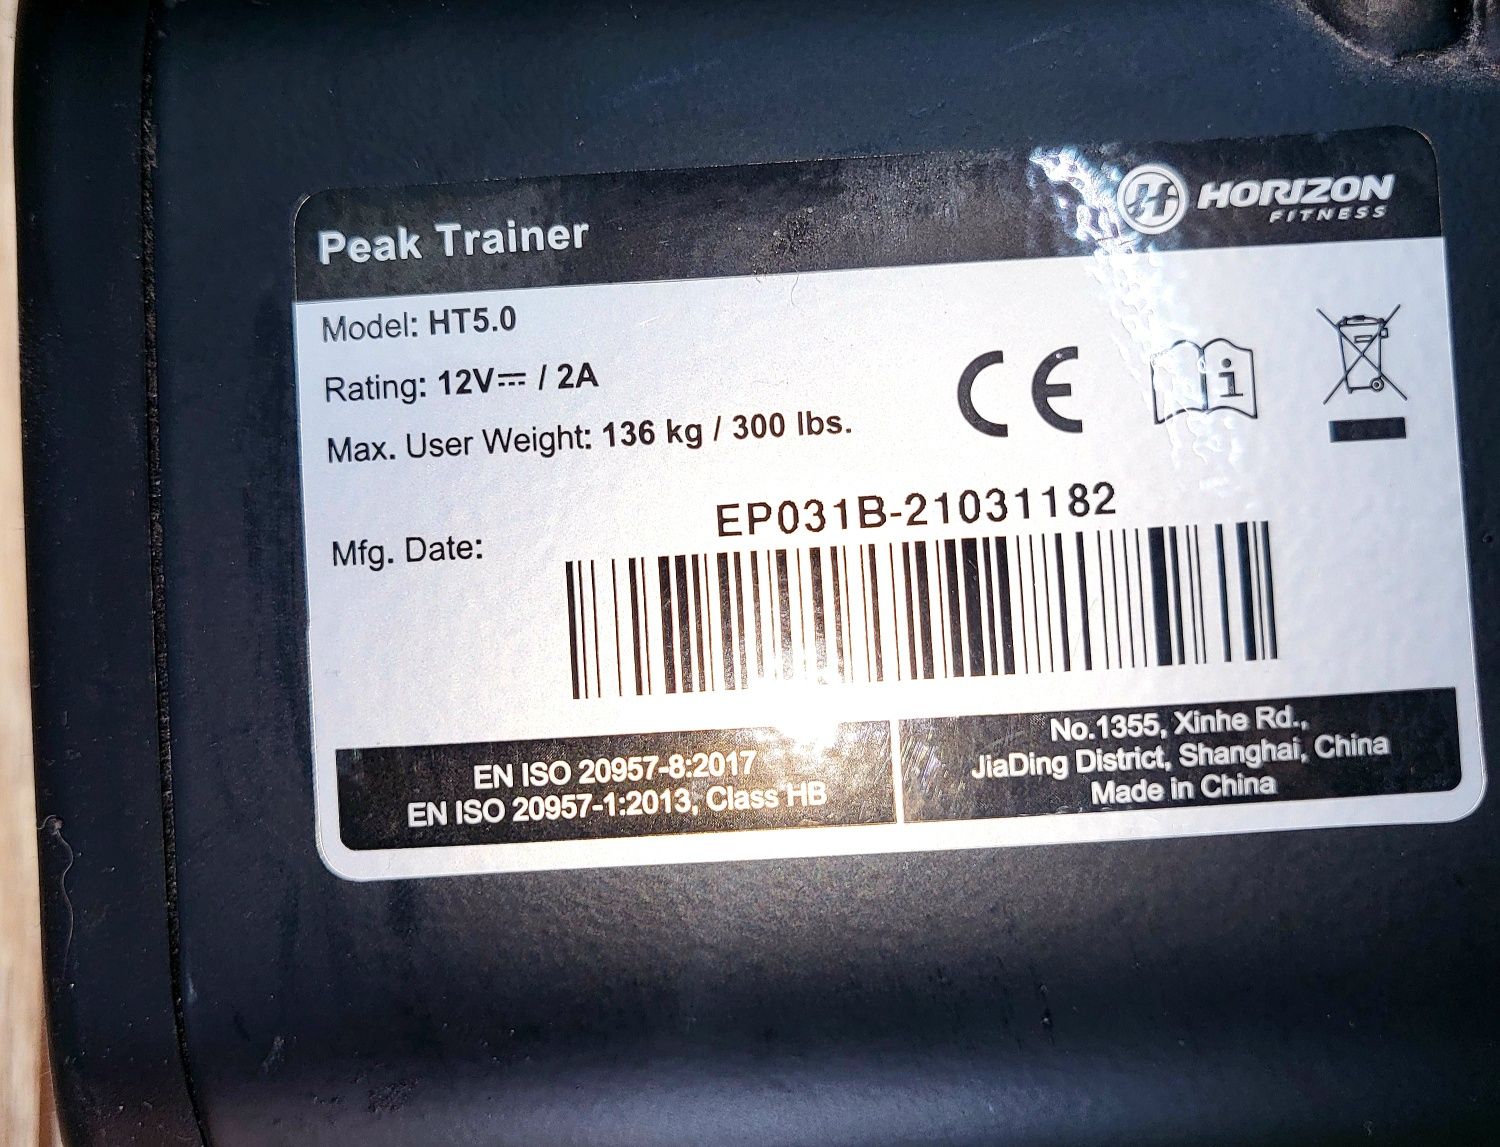 Peak Trainer
HORIZON
FITNESS
Model: HT5.0
Rating: 12V⎓ / 2A
Max. User Weight: 136 kg / 300 lbs.
CE
i
EP031B-21031182
Mfg. Date:
EN ISO 20957-8:2017
EN ISO 20957-1:2013, Class HB
No.1355, Xinhe Rd.,
JiaDing District, Shanghai, China
Made in China